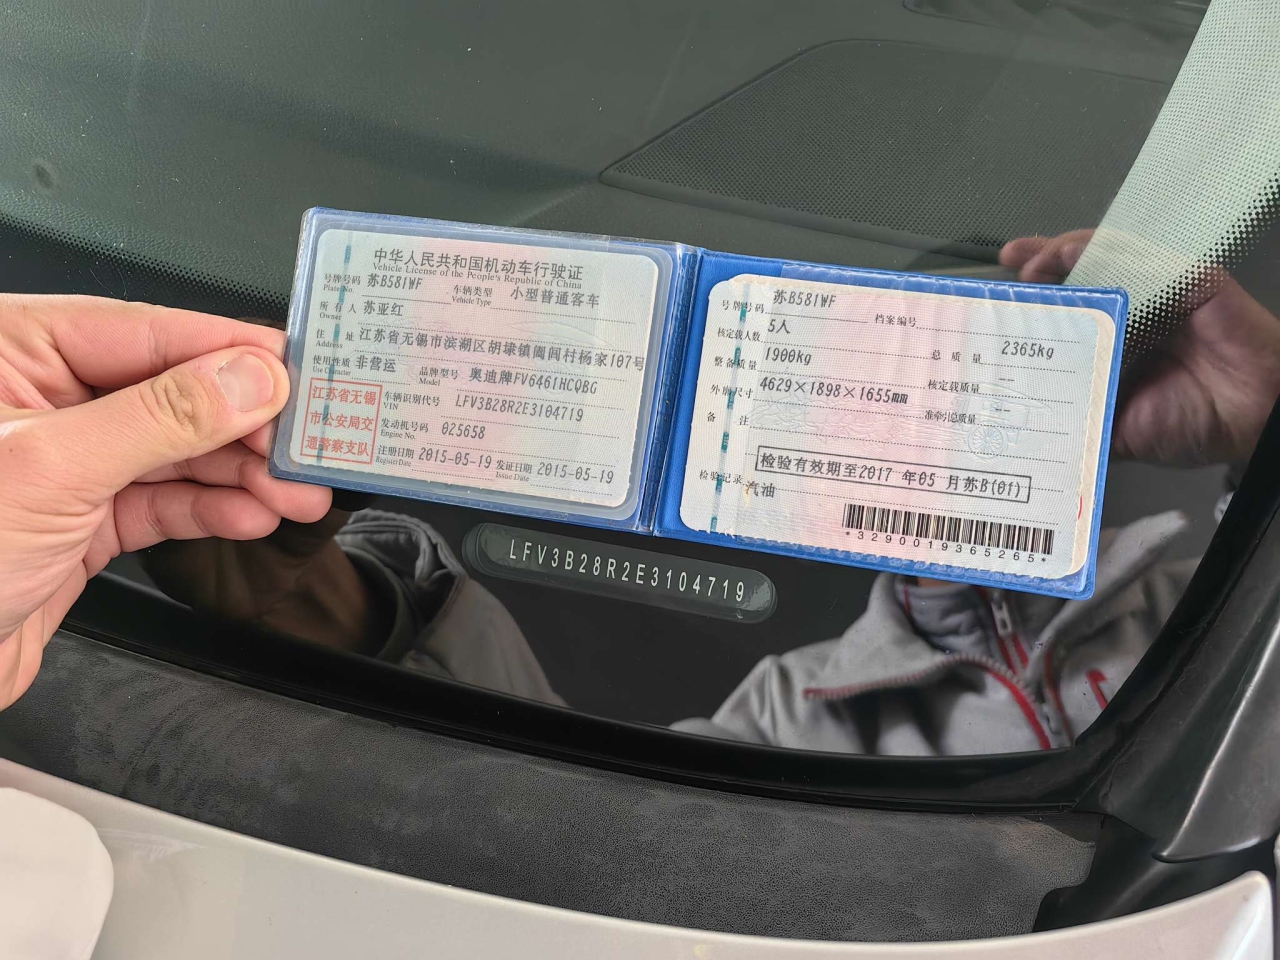 中华人民共和国机动车行驶证
Vehicle License of the People's Republic of China
号牌号码 苏B581WF 车辆类型 小型普通客车
Plate No. Vehicle Type
所有人 苏亚红
Owner
住址 江苏省无锡市滨湖区胡埭镇阖闾村杨家107号
Address
使用性质 非营运 品牌型号 奥迪牌FV6461HCQBG
Use Character Model
江苏省无锡
市公安局交
通警察支队
车辆识别代号 LFV3B28R2E3104719
VIN
发动机号码 025658
Engine No.
注册日期 2015-05-19 发证日期 2015-05-19
Register Date Issue Date
号牌号码 苏B581WF 档案编号
核定载人数 5人 总质量 2365kg
整备质量 1900kg 核定载质量 --
外廓尺寸 4629×1898×1655mm 准牵引总质量 --
备注
检验有效期至2017 年05 月苏B(01)
检验记录 汽油
*3290019365265*
LFV3B28R2E3104719